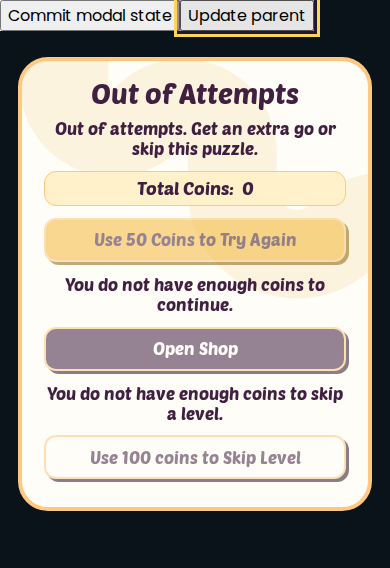 Commit modal state Update parent
Out of Attempts
Out of attempts. Get an extra go or
skip this puzzle.
Total Coins: 0
Use 50 Coins to Try Again
You do not have enough coins to
continue.
Open Shop
You do not have enough coins to skip
a level.
Use 100 coins to Skip Level